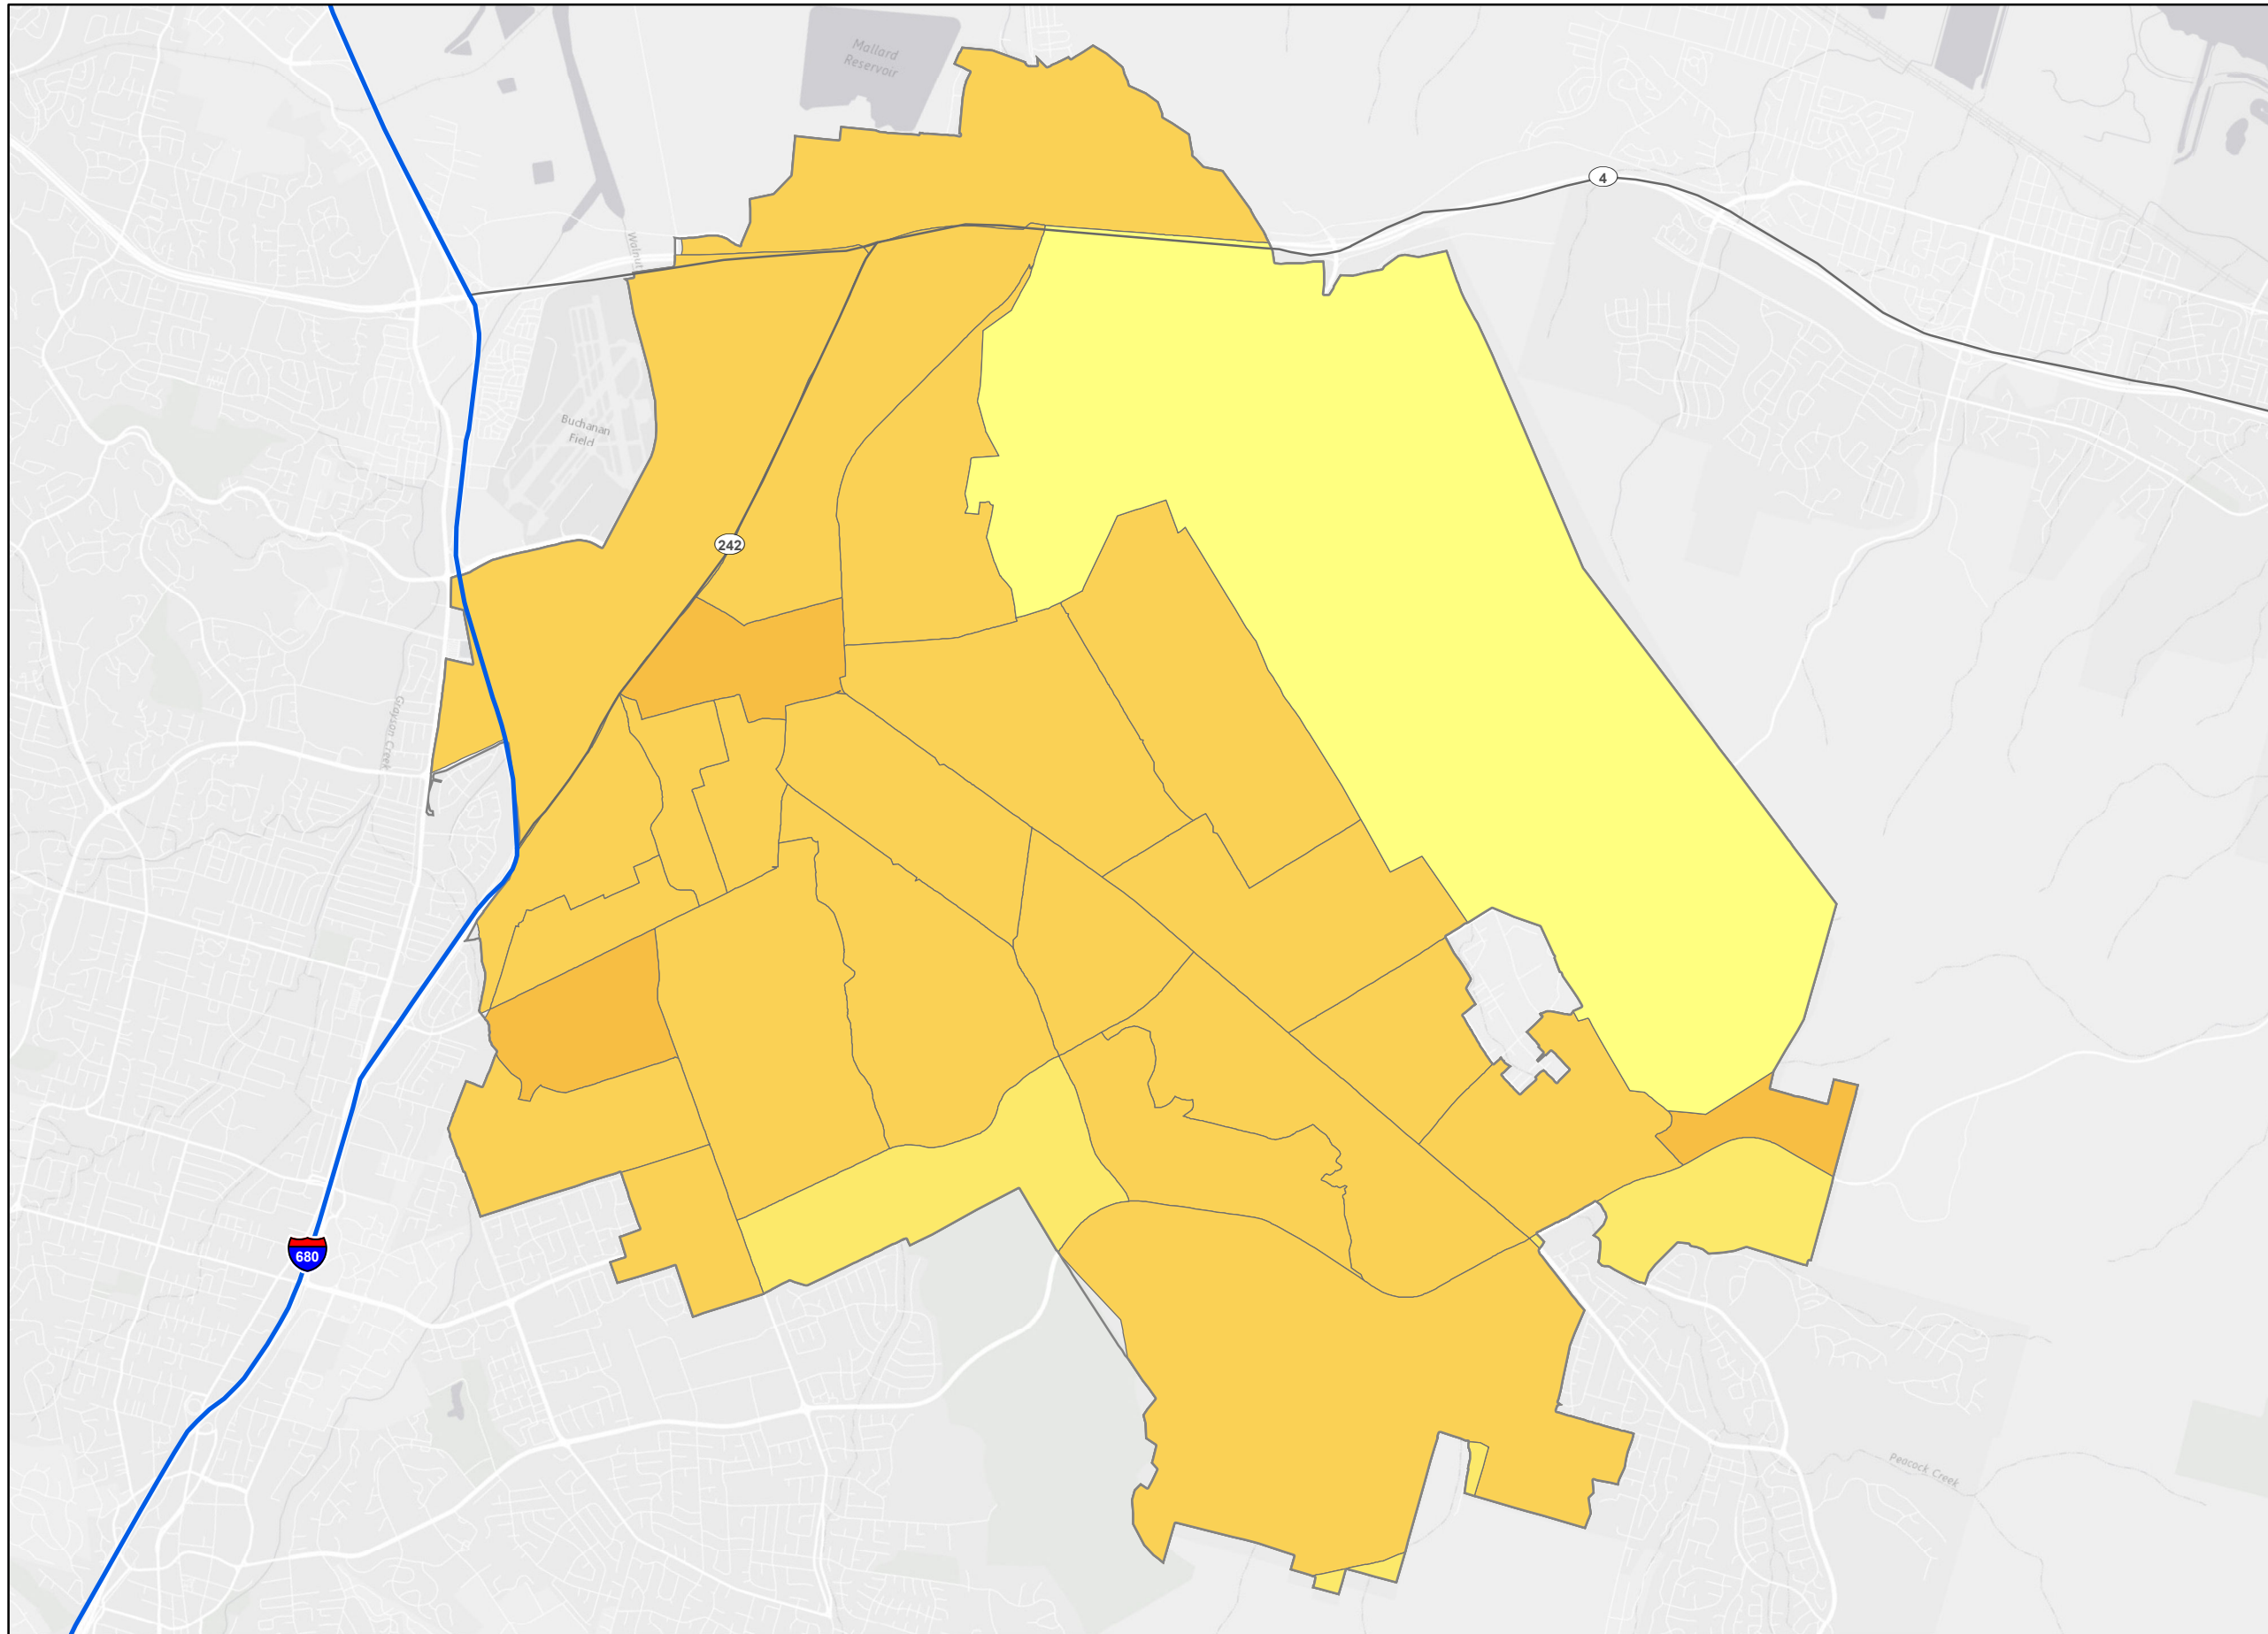 Mallard
Reservoir
4
Walnut
Buchanan
Field
242
Grayson Creek
680
Peacock Creek